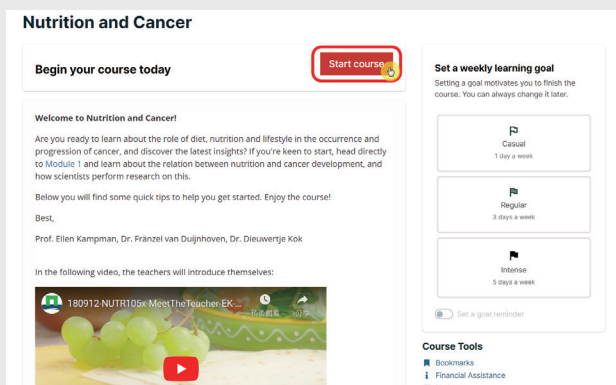 Nutrition and Cancer
Begin your course today
Start course
Welcome to Nutrition and Cancer!
Are you ready to learn about the role of diet, nutrition and lifestyle in the occurrence and
progression of cancer, and discover the latest insights? If you're keen to start, head directly
to Module 1 and learn about the relation between nutrition and cancer development, and
how scientists perform research on this.
Below you will find some quick tips to help you get started. Enjoy the course!
Best,
Prof. Ellen Kampman, Dr. Fränzel van Duijnhoven, Dr. Dieuwertje Kok
In the following video, the teachers will introduce themselves:
180912-NUTR105x-MeetTheTeacher-EK-...
稍後觀看
分享
Set a weekly learning goal
Setting a goal motivates you to finish the
course. You can always change it later.
Casual
1 day a week
Regular
3 days a week
Intense
5 days a week
Set a goal reminder
Course Tools
Bookmarks
Financial Assistance